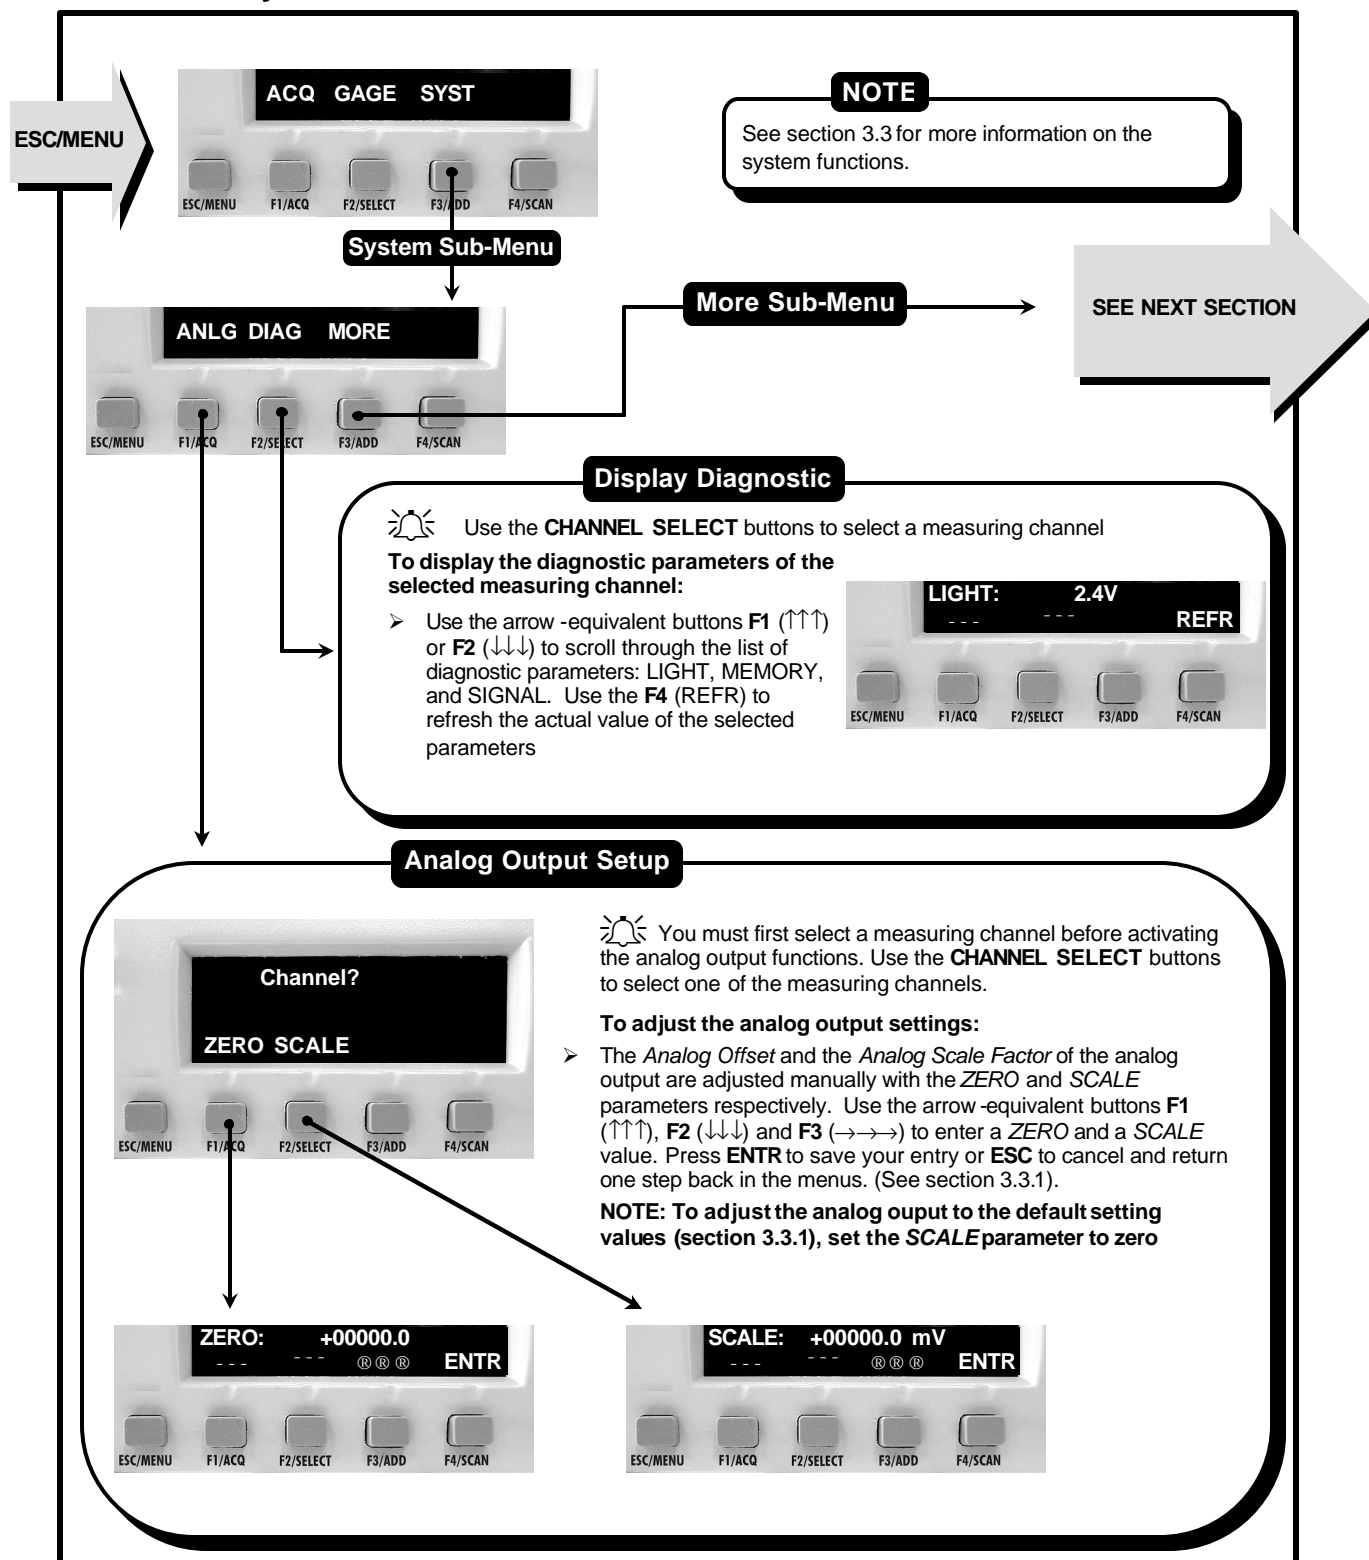 ESC/MENU
ACQ GAGE SYST
ESC/MENU F1/ACQ F2/SELECT F3/ADD F4/SCAN
NOTE
See section 3.3 for more information on the
system functions.
System Sub-Menu
More Sub-Menu
SEE NEXT SECTION
ANLG DIAG MORE
ESC/MENU F1/ACQ F2/SELECT F3/ADD F4/SCAN
Display Diagnostic
Use the CHANNEL SELECT buttons to select a measuring channel
To display the diagnostic parameters of the
selected measuring channel:
➢ Use the arrow -equivalent buttons F1 (↑↑↑)
or F2 (↓↓↓) to scroll through the list of
diagnostic parameters: LIGHT, MEMORY,
and SIGNAL. Use the F4 (REFR) to
refresh the actual value of the selected
parameters
LIGHT: 2.4V
--- --- REFR
ESC/MENU F1/ACQ F2/SELECT F3/ADD F4/SCAN
Analog Output Setup
Channel?
ZERO SCALE
ESC/MENU F1/ACQ F2/SELECT F3/ADD F4/SCAN
You must first select a measuring channel before activating
the analog output functions. Use the CHANNEL SELECT buttons
to select one of the measuring channels.
To adjust the analog output settings:
➢ The Analog Offset and the Analog Scale Factor of the analog
output are adjusted manually with the ZERO and SCALE
parameters respectively. Use the arrow -equivalent buttons F1
(↑↑↑), F2 (↓↓↓) and F3 (→→→) to enter a ZERO and a SCALE
value. Press ENTR to save your entry or ESC to cancel and return
one step back in the menus. (See section 3.3.1).
NOTE: To adjust the analog ouput to the default setting
values (section 3.3.1), set the SCALE parameter to zero
ZERO: +00000.0
--- --- ®®® ENTR
ESC/MENU F1/ACQ F2/SELECT F3/ADD F4/SCAN
SCALE: +00000.0 mV
--- --- ®®® ENTR
ESC/MENU F1/ACQ F2/SELECT F3/ADD F4/SCAN